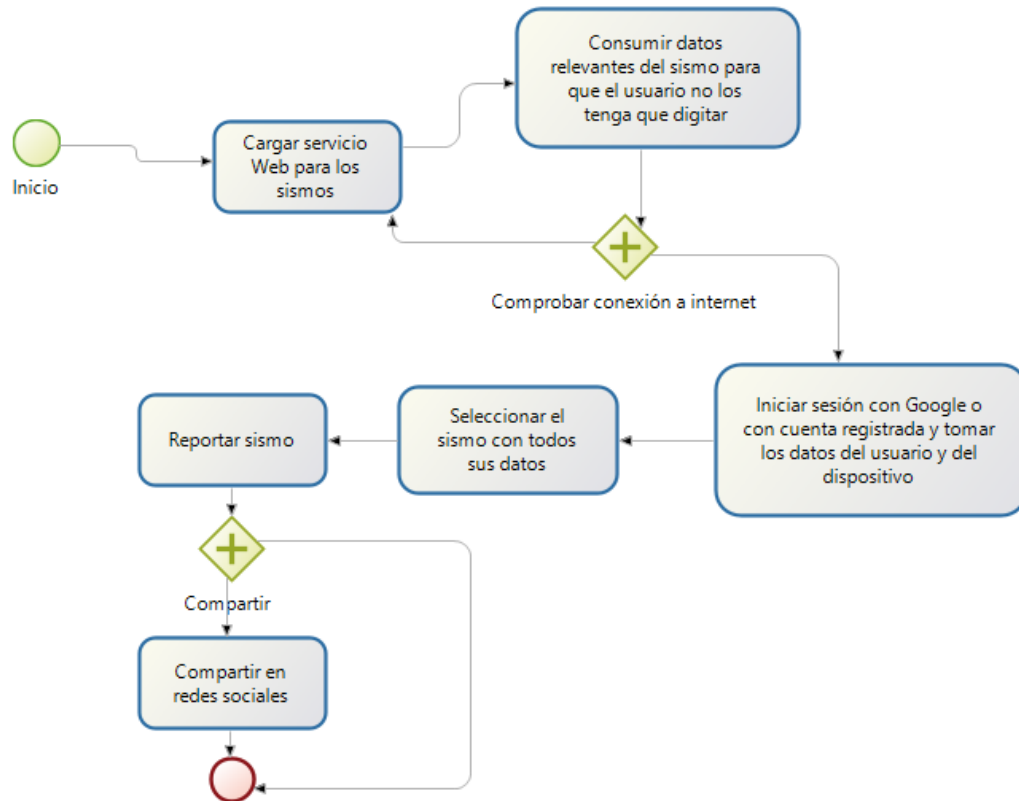 Inicio
Cargar servicio
Web para los
sismos
Consumir datos
relevantes del sismo para
que el usuario no los
tenga que digitar
Comprobar conexión a internet
Iniciar sesión con Google o
con cuenta registrada y tomar
los datos del usuario y del
dispositivo
Seleccionar el
sismo con todos
sus datos
Reportar sismo
Compartir
Compartir en
redes sociales